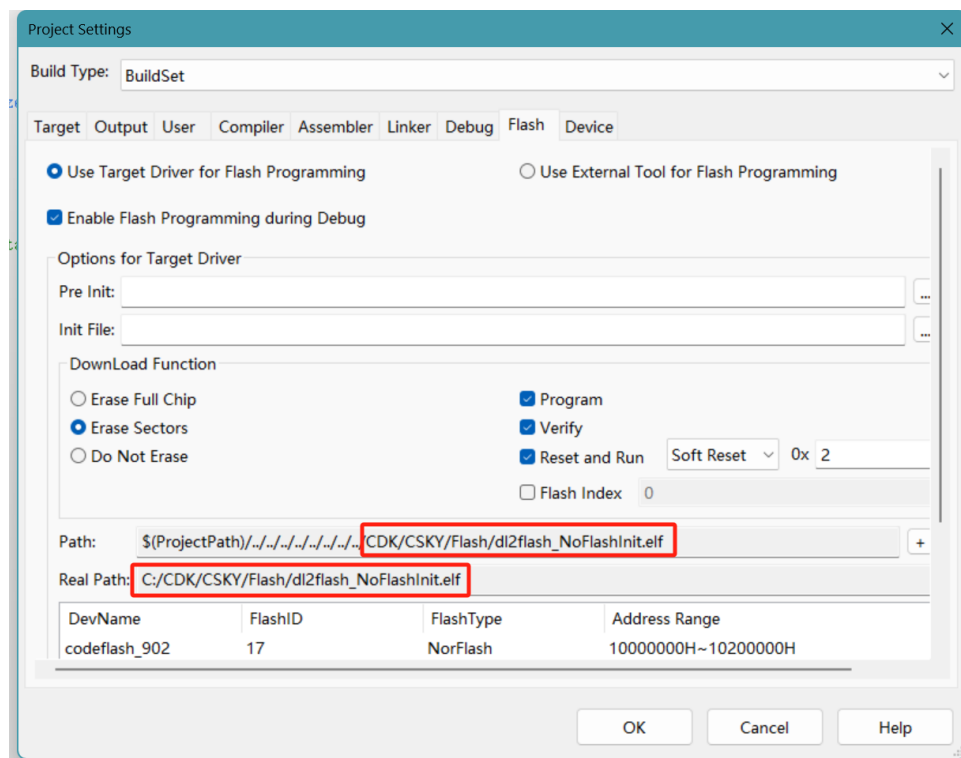 Project Settings
Build Type: BuildSet
Target Output User Compiler Assembler Linker Debug Flash Device
Use Target Driver for Flash Programming Use External Tool for Flash Programming
Enable Flash Programming during Debug
Options for Target Driver
Pre Init: ...
Init File: ...
DownLoad Function
Erase Full Chip Program
Erase Sectors Verify
Do Not Erase Reset and Run Soft Reset 0x 2
Flash Index 0
Path: $(ProjectPath)/../../../../../../../../CDK/CSKY/Flash/dl2flash_NoFlashInit.elf +
Real Path: C:/CDK/CSKY/Flash/dl2flash_NoFlashInit.elf
DevName FlashID FlashType Address Range
codeflash_902 17 NorFlash 10000000H~10200000H
OK Cancel Help